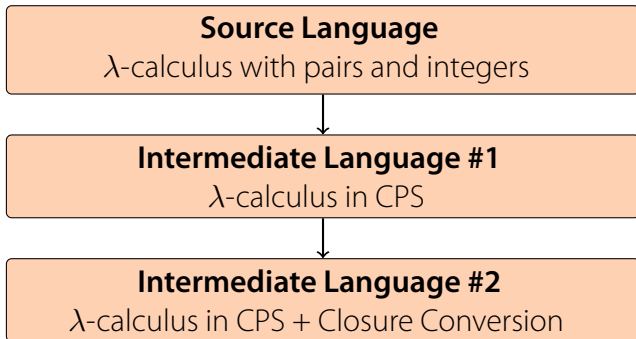 Source Language
λ-calculus with pairs and integers
Intermediate Language #1
λ-calculus in CPS
Intermediate Language #2
λ-calculus in CPS + Closure Conversion